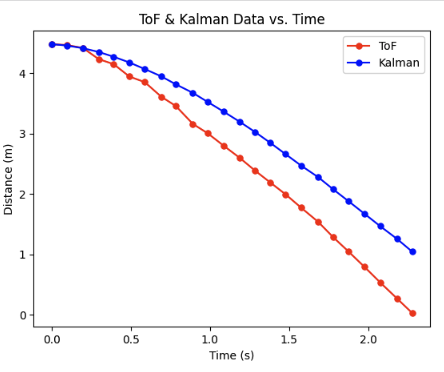 ToF & Kalman Data vs. Time
ToF
Kalman
Distance (m)
4
3
2
1
0
0.0
0.5
1.0
1.5
2.0
Time (s)